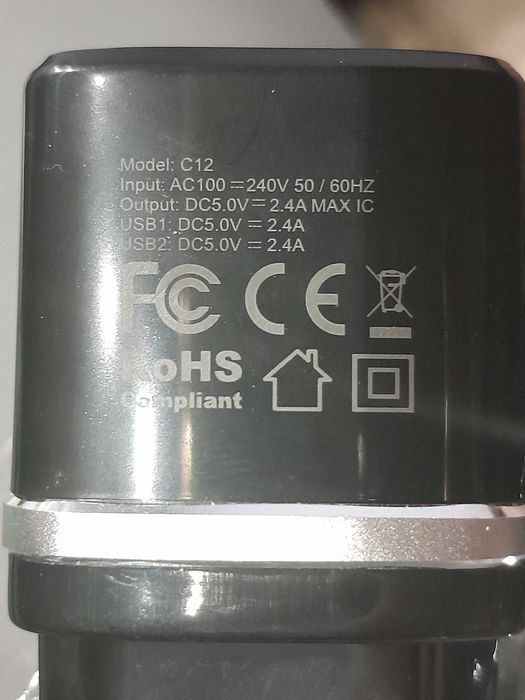 Model: C12
Input: AC100 ⎓240V 50 / 60HZ
Output: DC5.0V⎓ 2.4A MAX IC
USB1: DC5.0V ⎓ 2.4A
USB2: DC5.0V ⎓ 2.4A
FC CE
RoHS
Compliant